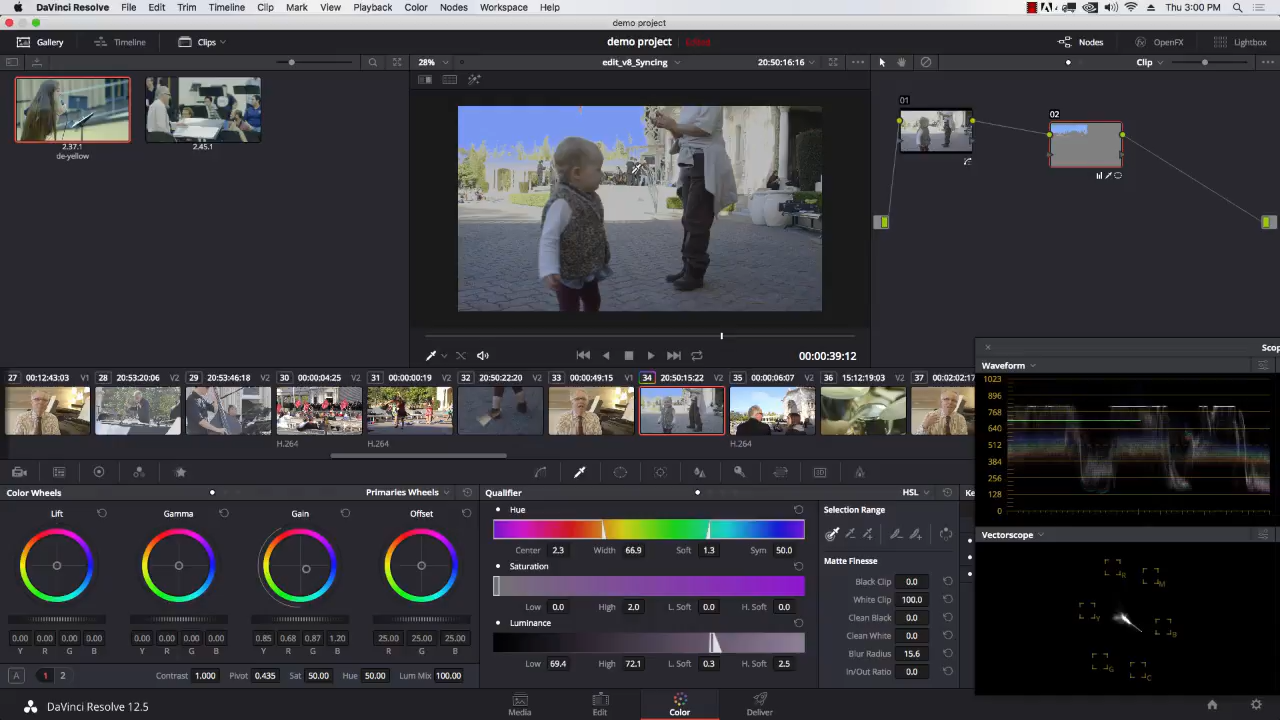 DaVinci Resolve File Edit Trim Timeline Clip Mark View Playback Color Nodes Workspace Help
Thu 3:00 PM
demo project
Gallery Timeline Clips
demo project Edited
Nodes OpenFX Lightbox
28% edit_v8_Syncing 20:50:16:16
Clip
2.37.1
de-yellow
2.45.1
01
02
00:00:39:12
27 00:12:43:03 V1
28 20:53:20:06 V2
29 20:53:46:18 V2
30 00:00:04:25 V2
31 00:00:00:19 V2
32 20:50:22:20 V2
33 00:00:49:15 V1
34 20:50:15:22 V2
35 00:00:06:07 V2
36 15:12:19:03 V2
37 00:02:02:17 V1
H.264
H.264
H.264
Scop
Waveform
1023
896
768
640
512
384
256
128
0
Vectorscope
R
M
Y
B
G
C
Color Wheels Primaries Wheels
Lift Gamma Gain Offset
0.00 0.00 0.00 0.00
Y R G B
0.00 0.00 0.00 0.00
Y R G B
0.85 0.68 0.87 1.20
Y R G B
25.00 25.00 25.00
R G B
A 1 2 Contrast 1.000 Pivot 0.435 Sat 50.00 Hue 50.00 Lum Mix 100.00
Qualifier HSL
Hue
Center 2.3 Width 66.9 Soft 1.3 Sym 50.0
Saturation
Low 0.0 High 2.0 L. Soft 0.0 H. Soft 0.0
Luminance
Low 69.4 High 72.1 L. Soft 0.3 H. Soft 2.5
Selection Range
Matte Finesse
Black Clip 0.0
White Clip 100.0
Clean Black 0.0
Clean White 0.0
Blur Radius 15.6
In/Out Ratio 0.0
Ke
DaVinci Resolve 12.5
Media Edit Color Deliver